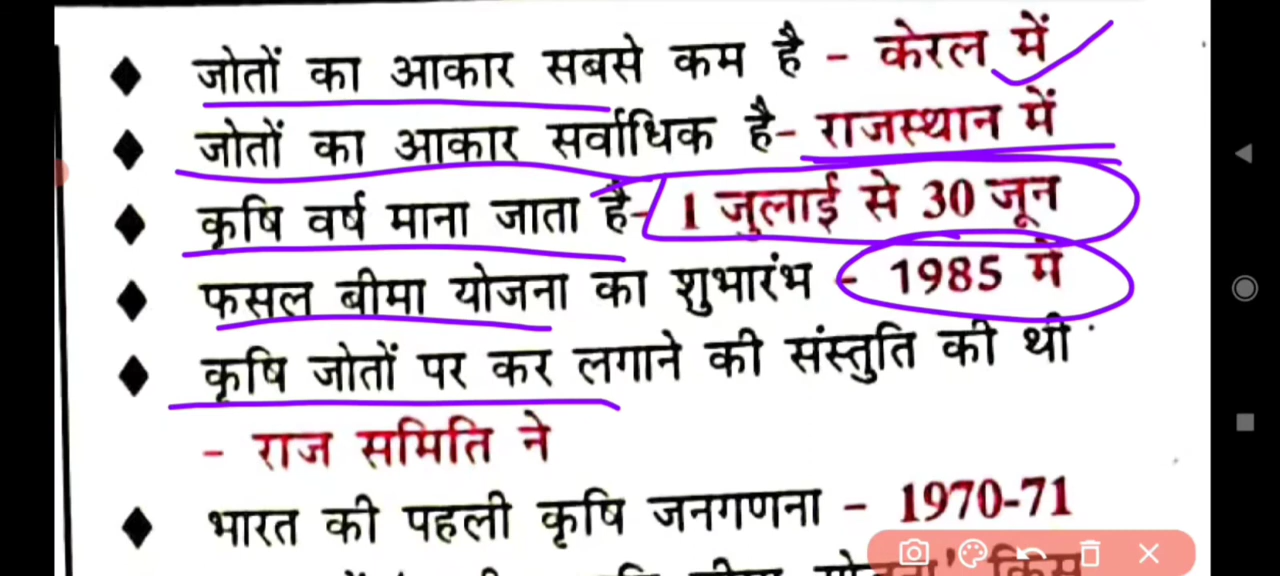 ♦ जोतों का आकार सबसे कम है - केरल में
♦ जोतों का आकार सर्वाधिक है- राजस्थान में
♦ कृषि वर्ष माना जाता है- 1 जुलाई से 30 जून
♦ फसल बीमा योजना का शुभारंभ - 1985 में
♦ कृषि जोतों पर कर लगाने की संस्तुति की थी
- राज समिति ने
♦ भारत की पहली कृषि जनगणना - 1970-71